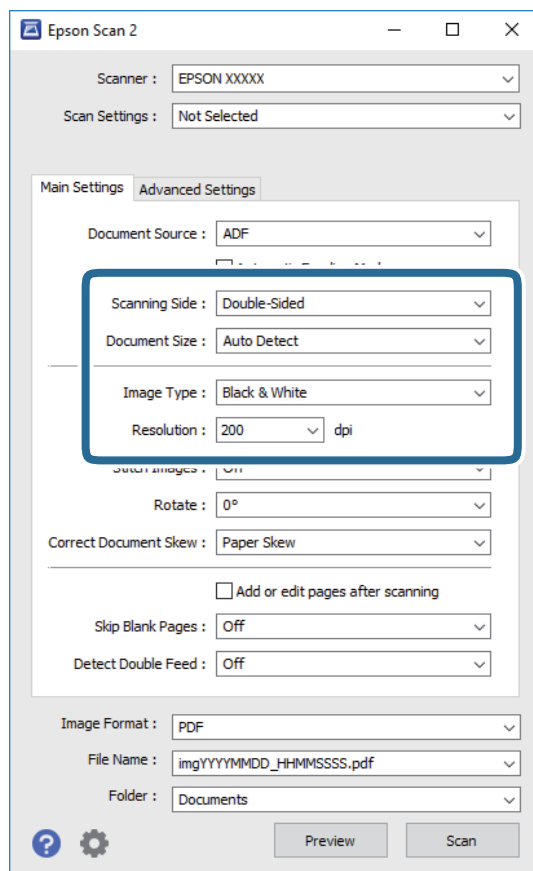 Epson Scan 2
Scanner : EPSON XXXXX
Scan Settings : Not Selected
Main Settings Advanced Settings
Document Source : ADF
Scanning Side : Double-Sided
Document Size : Auto Detect
Image Type : Black & White
Resolution : 200 dpi
Stitch Images : Off
Rotate : 0°
Correct Document Skew : Paper Skew
Add or edit pages after scanning
Skip Blank Pages : Off
Detect Double Feed : Off
Image Format : PDF
File Name : imgYYYYMMDD_HHMMSSSS.pdf
Folder : Documents
? Preview Scan